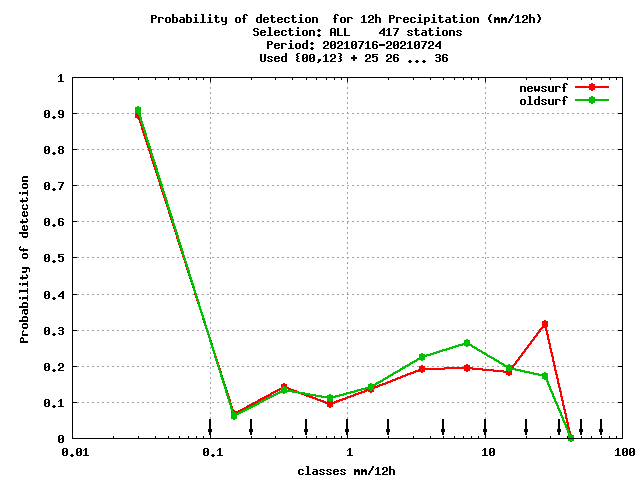 Probability of detection  for 12h Precipitation (mm/12h)
Selection: ALL    417 stations
Period: 20210716-20210724
Used {00,12} + 25 26 ... 36
newsurf
oldsurf
Probability of detection
1
0.9
0.8
0.7
0.6
0.5
0.4
0.3
0.2
0.1
0
0.01 0.1 1 10 100
classes mm/12h